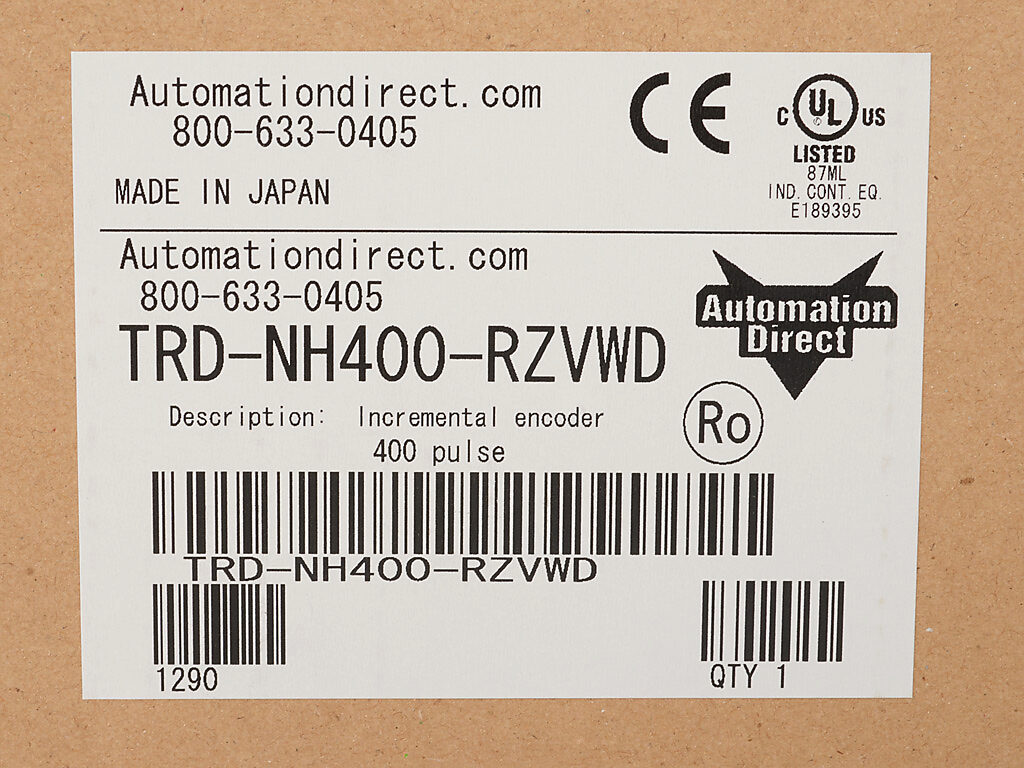 Automationdirect.com
800-633-0405
CE
C UL US
LISTED
87ML
IND. CONT. EQ.
E189395
MADE IN JAPAN
Automationdirect.com
800-633-0405
Automation
Direct
TRD-NH400-RZVWD
Description: Incremental encoder
400 pulse
Ro
TRD-NH400-RZVWD
1290
QTY 1